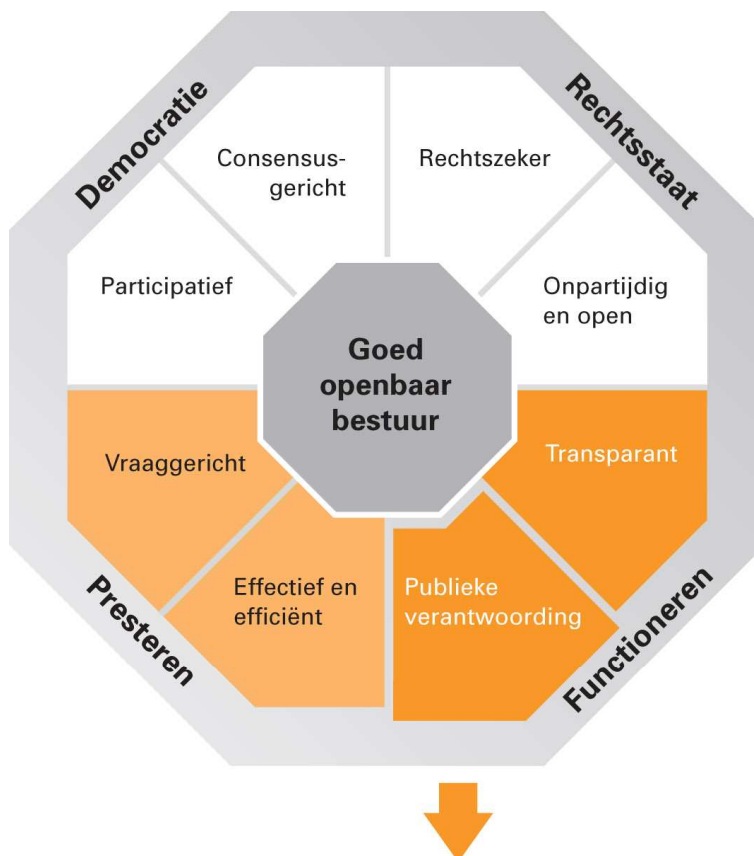 Democratie
Rechtsstaat
Consensus-
gericht
Rechtszeker
Participatief
Onpartijdig
en open
Goed
openbaar
bestuur
Vraaggericht
Transparant
Effectief en
efficiënt
Publieke
verantwoording
Presteren
Functioneren